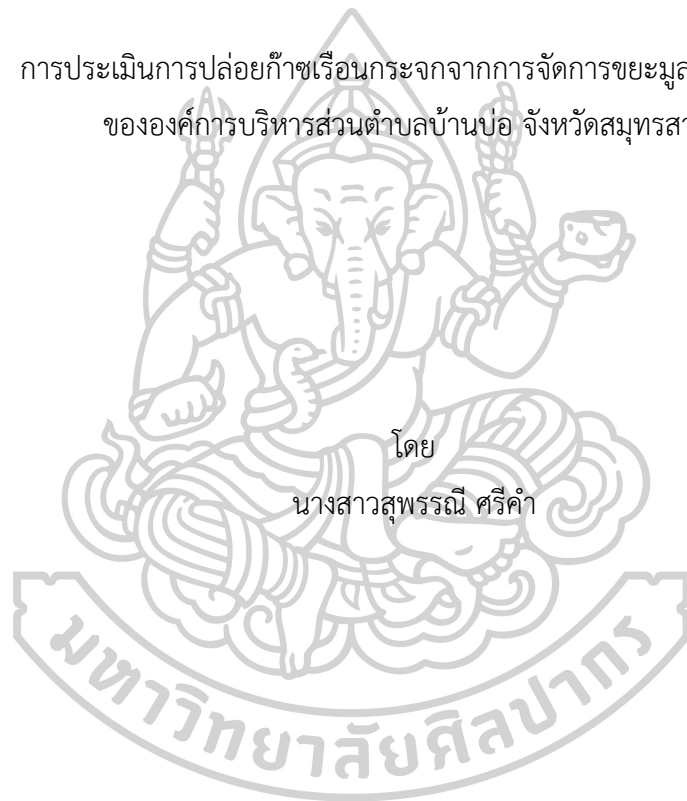 การประเมินการปล่อยก๊าซเรือนกระจกจากการจัดการขยะมูล
ขององค์การบริหารส่วนตำบลบ้านบ่อ จังหวัดสมุทรสา
โดย
นางสาวสุพรรณี ศรีคำ
มหาวิทยาลัยศิลปากร